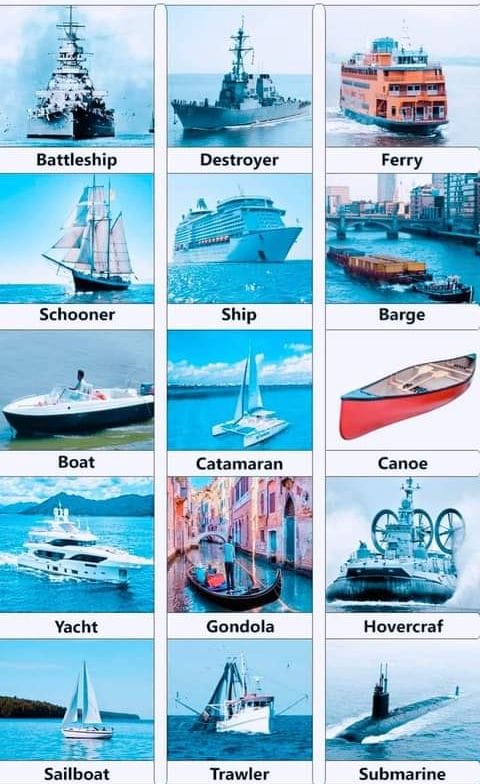 Battleship
Destroyer
Ferry
Schooner
Ship
Barge
Boat
Catamaran
Canoe
Yacht
Gondola
Hovercraf
Sailboat
Trawler
Submarine